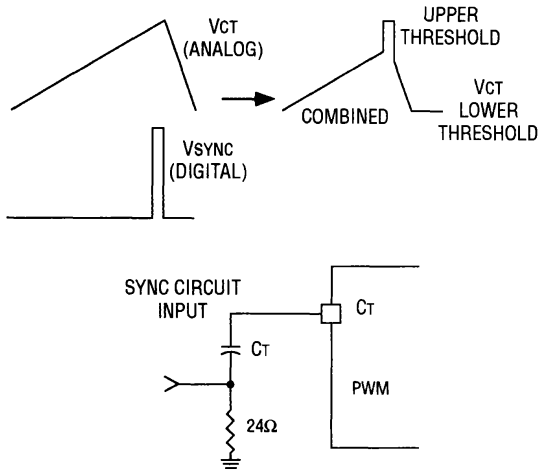 VCT
(ANALOG)
UPPER
THRESHOLD
COMBINED
VCT
LOWER
THRESHOLD
VSYNC
(DIGITAL)
SYNC CIRCUIT
INPUT
CT
CT
PWM
24Ω